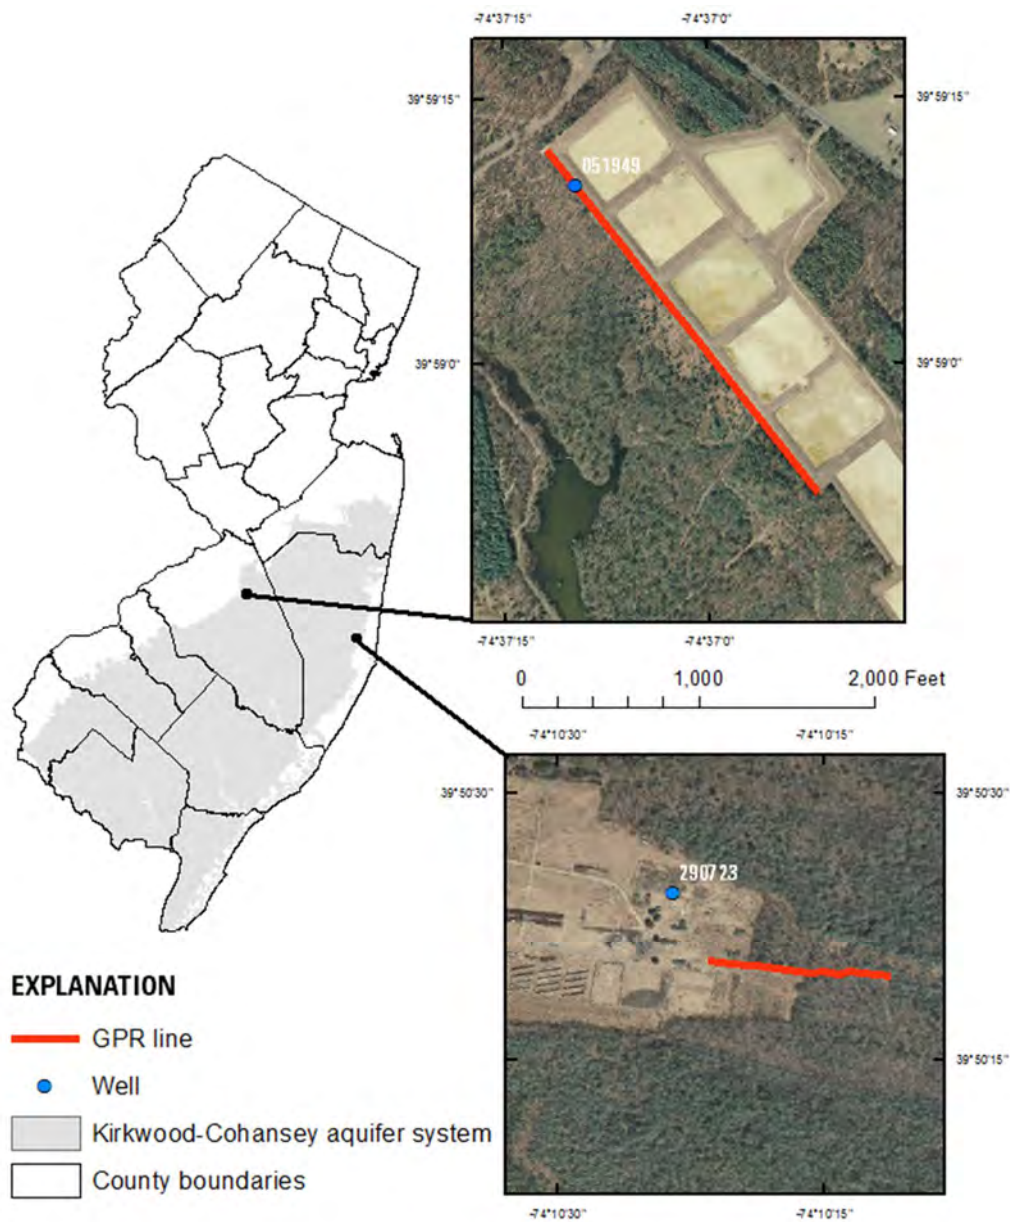 -74°37'15" -74°37'0"
39°59'15" 39°59'15"
051949
39°59'0" 39°59'0"
-74°37'15" -74°37'0"
0 1,000 2,000 Feet
-74°10'30" -74°10'15"
39°50'30" 39°50'30"
290723
EXPLANATION
GPR line
Well
39°50'15"
Kirkwood-Cohansey aquifer system
County boundaries
-74°10'30" -74°10'15"